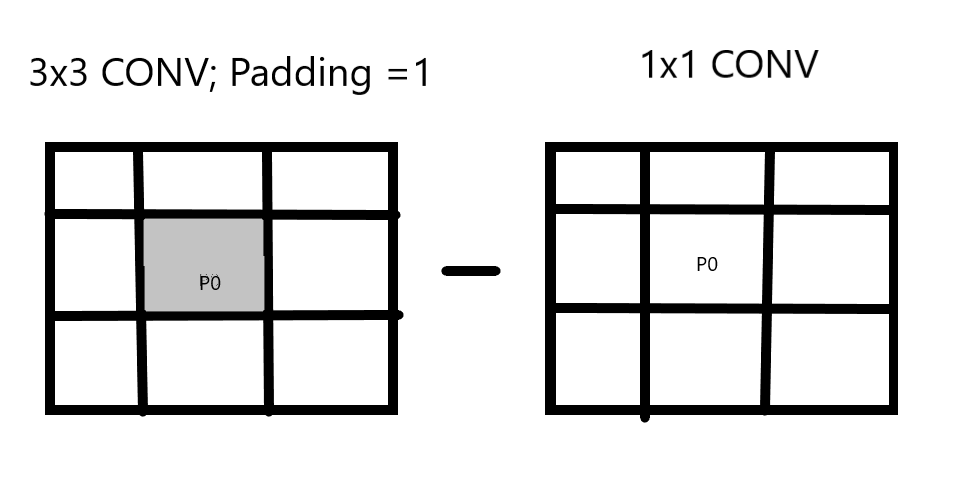 3x3 CONV; Padding =1
1x1 CONV
P0
P0